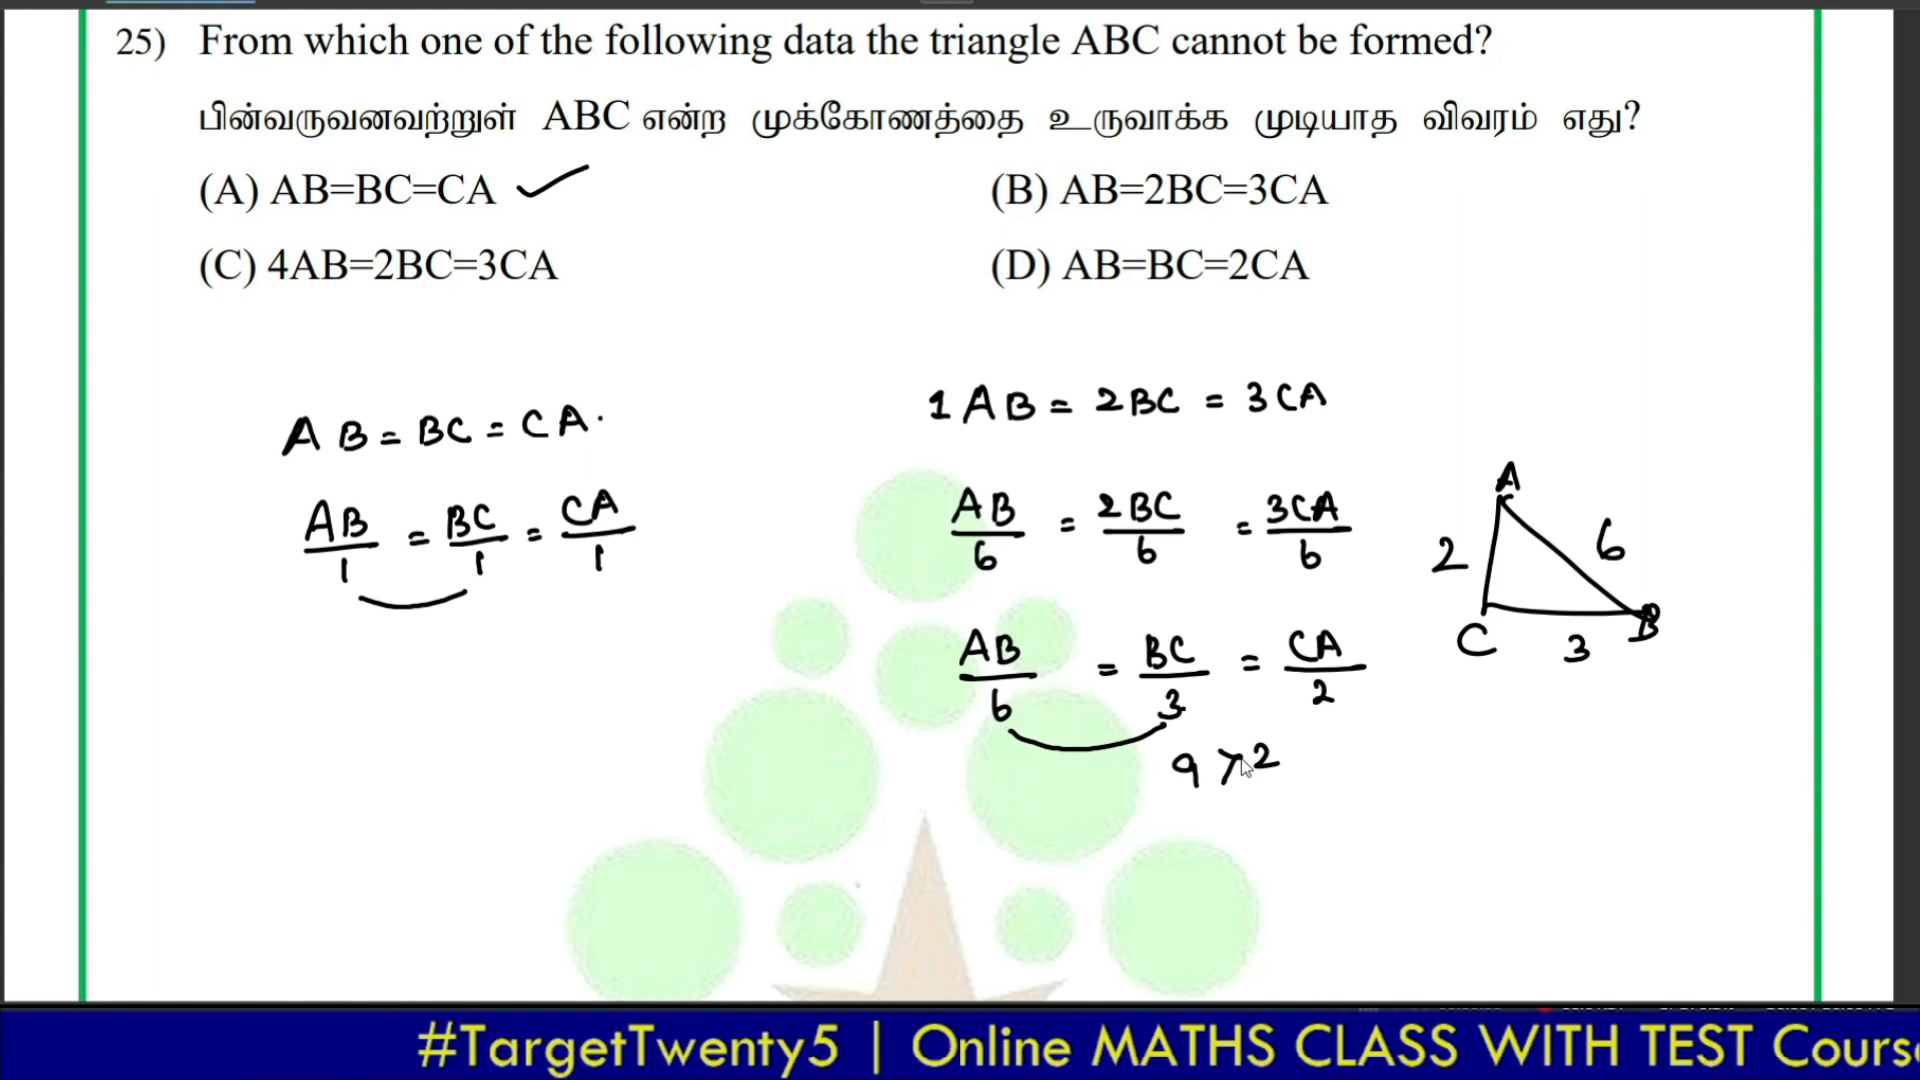 25) From which one of the following data the triangle ABC cannot be formed?
பின்வருவனவற்றுள் ABC என்ற முக்கோணத்தை உருவாக்க முடியாத விவரம் எது?
(A) AB=BC=CA ✓ (B) AB=2BC=3CA
(C) 4AB=2BC=3CA (D) AB=BC=2CA
AB = BC = CA.
AB/1 = BC/1 = CA/1
1AB = 2BC = 3CA
AB/6 = 2BC/6 = 3CA/6
AB/6 = BC/3 = CA/2
9 > 2
A
2 6
C 3 B
#TargetTwenty5 | Online MATHS CLASS WITH TEST Cours